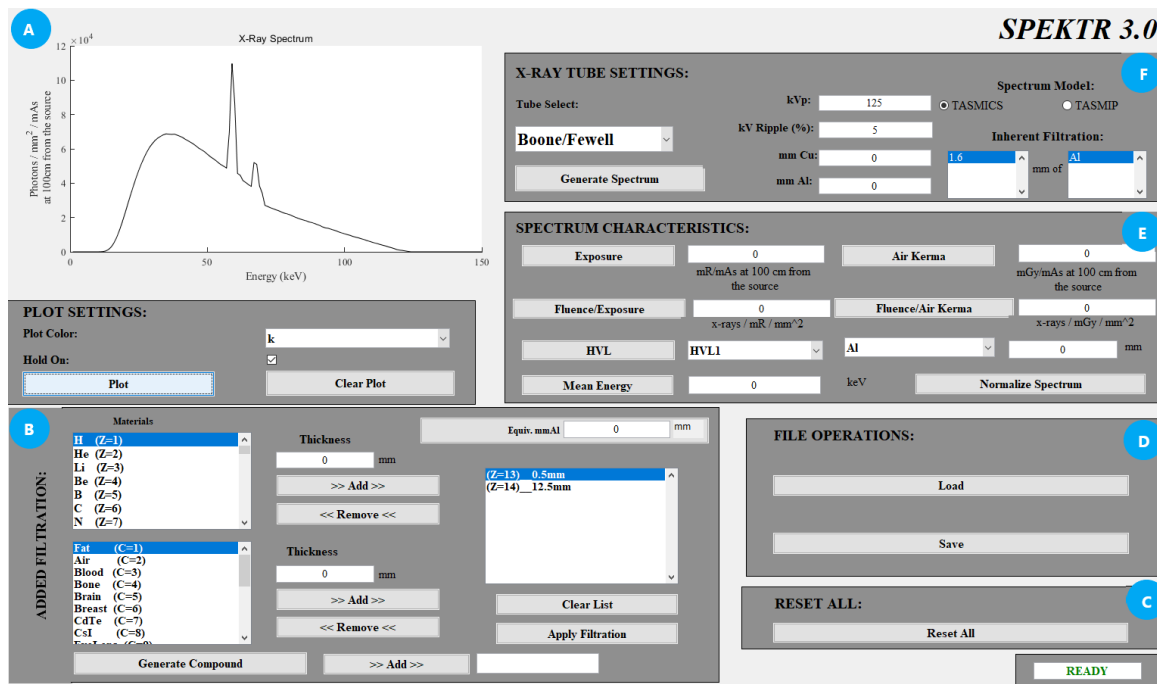 A
SPEKTR 3.0
X-Ray Spectrum
×10^4
12
10
8
6
4
2
0
0 50 100 150
Photons / mm^2 / mAs
at 100cm from the source
Energy (keV)
F
X-RAY TUBE SETTINGS:
Tube Select:
Boone/Fewell
Generate Spectrum
kVp: 125
kV Ripple (%): 5
mm Cu: 0
mm Al: 0
Spectrum Model:
TASMICS TASMIP
Inherent Filtration:
1.6 mm of Al
E
SPECTRUM CHARACTERISTICS:
Exposure 0
mR/mAs at 100 cm from
the source
Air Kerma 0
mGy/mAs at 100 cm from
the source
Fluence/Exposure 0
x-rays / mR / mm^2
Fluence/Air Kerma 0
x-rays / mGy / mm^2
HVL HVL1 Al 0 mm
Mean Energy 0 keV Normalize Spectrum
PLOT SETTINGS:
Plot Color: k
Hold On:
Plot Clear Plot
B
ADDED FILTRATION:
Materials
H (Z=1)
He (Z=2)
Li (Z=3)
Be (Z=4)
B (Z=5)
C (Z=6)
N (Z=7)
Thickness
0 mm
>> Add >>
<< Remove <<
Equiv. mmAl 0 mm
(Z=13)__0.5mm
(Z=14)__12.5mm
Fat (C=1)
Air (C=2)
Blood (C=3)
Bone (C=4)
Brain (C=5)
Breast (C=6)
CdTe (C=7)
CsI (C=8)
Thickness
0 mm
>> Add >>
<< Remove <<
Clear List
Apply Filtration
Generate Compound >> Add >>
D
FILE OPERATIONS:
Load
Save
C
RESET ALL:
Reset All
READY